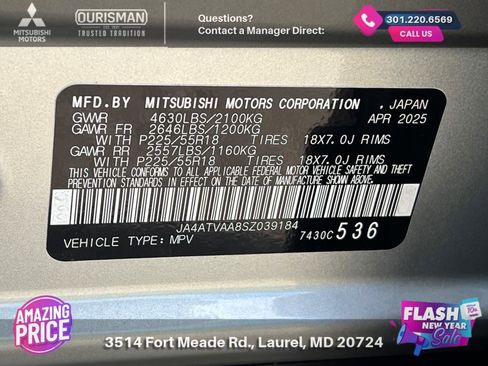 MITSUBISHI
MOTORS
OURISMAN
EST. 1921
TRUSTED TRADITION
Questions?
Contact a Manager Direct:
301.220.6569
CALL US
MFD.BY MITSUBISHI MOTORS CORPORATION , JAPAN
GVWR 4630LBS/2100KG APR 2025
GAWR FR 2646LBS/1200KG
WITH P225/55R18 TIRES 18X7.0J RIMS
GAWR RR 2557LBS/1160KG
WITH P225/55R18 TIRES 18X7.0J RIMS
THIS VEHICLE CONFORMS TO ALL APPLICABLE U.S. FEDERAL MOTOR VEHICLE SAFETY, BUMPER, AND THEFT
PREVENTION STANDARDS IN EFFECT ON THE DATE OF MANUFACTURE SHOWN ABOVE.
JA4ATVAA8SZ039184
VEHICLE TYPE: MPV 7430C 536
AMAZING
PRICE
3514 Fort Meade Rd., Laurel, MD 20724
FLASH
NEW YEAR
Sale